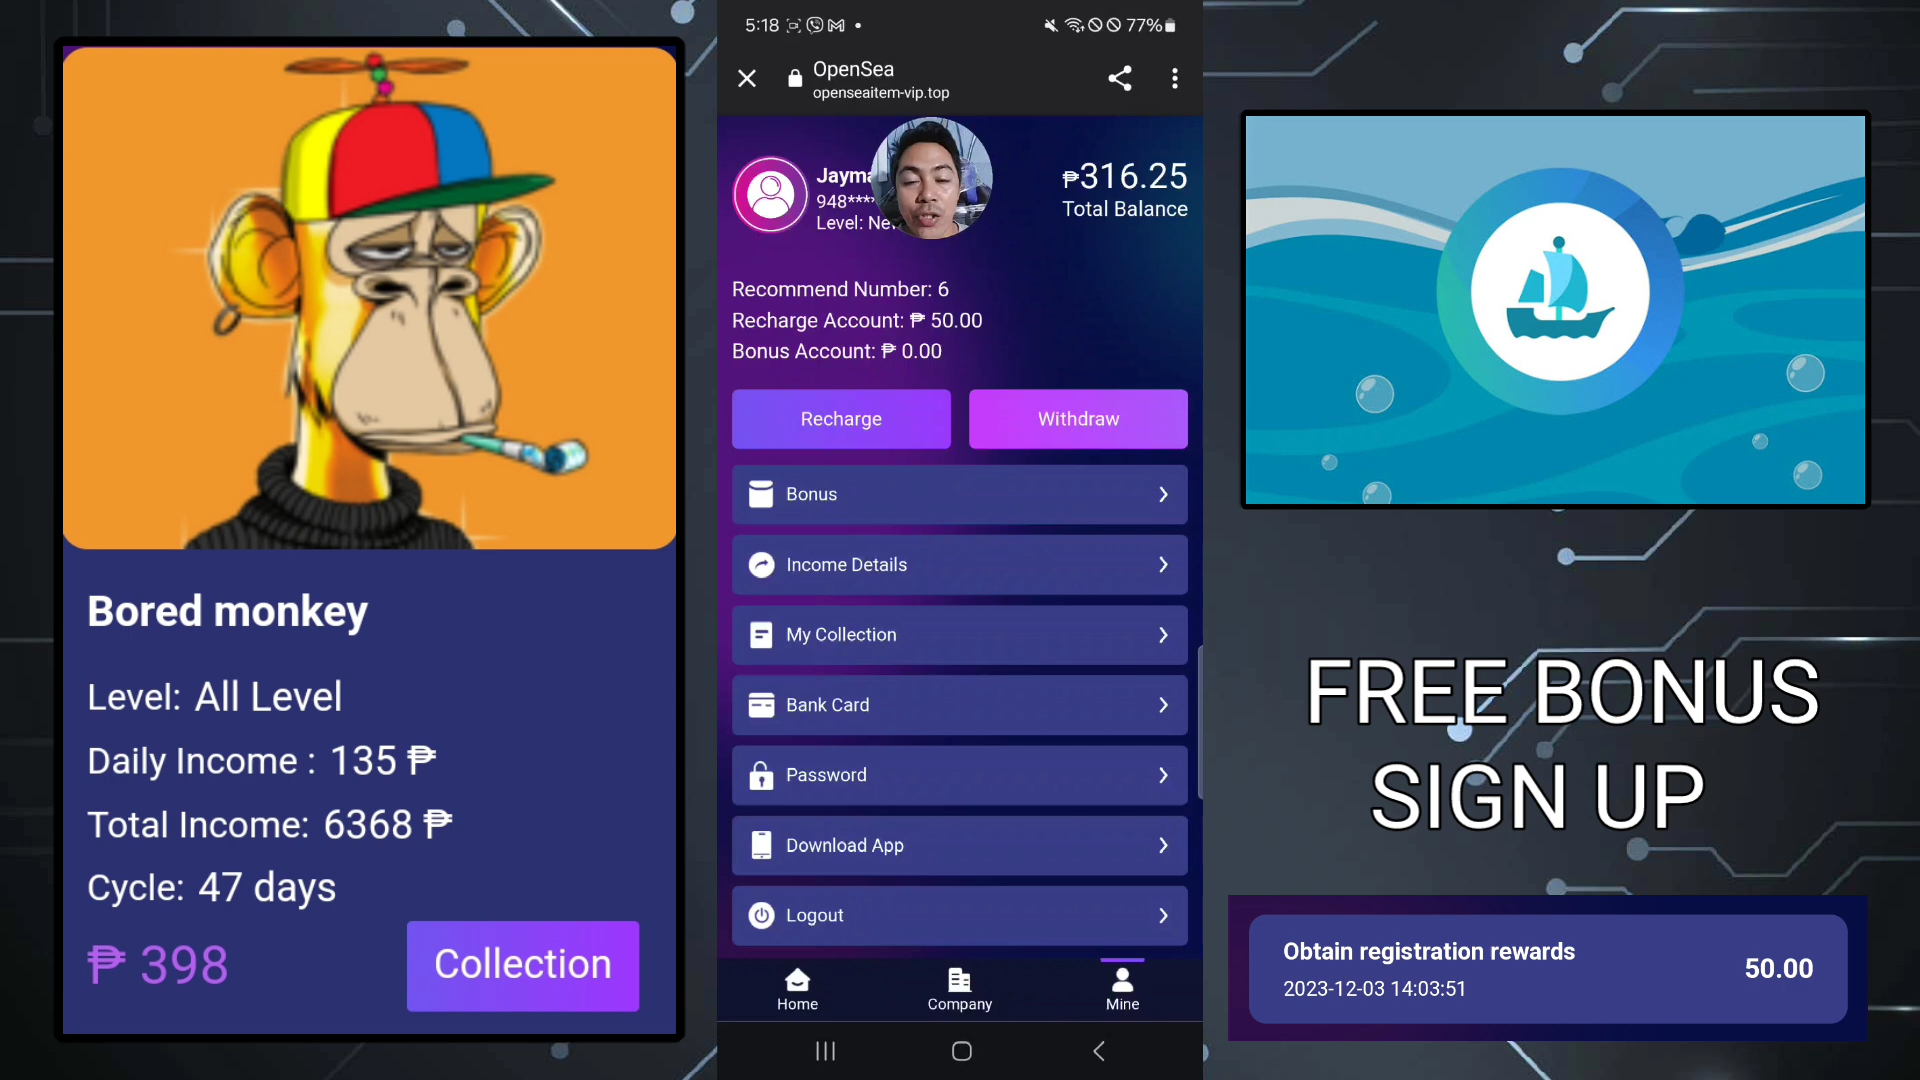 Bored monkey
Level: All Level
Daily Income : 135 ₱
Total Income: 6368 ₱
Cycle: 47 days
₱ 398
Collection
5:18
77%
OpenSea
openseaitem-vip.top
948****
₱316.25
Total Balance
Recommend Number: 6
Recharge Account: ₱ 50.00
Bonus Account: ₱ 0.00
Recharge
Withdraw
Bonus
Income Details
My Collection
Bank Card
Password
Download App
Logout
Home
Company
Mine
FREE BONUS
SIGN UP
Obtain registration rewards
2023-12-03 14:03:51
50.00